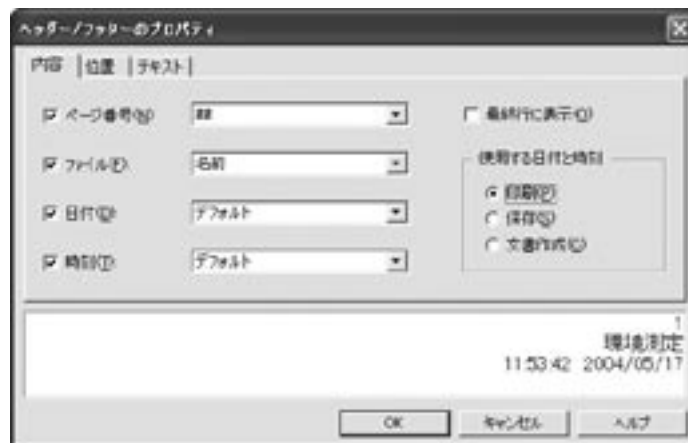 ヘッダー/フッターのプロパティ
内容 位置 テキスト
ページ番号(N) ## 最終行に表示(O)
ファイル(F) 名前 使用する日付と時刻
印刷(P)
日付(D) デフォルト 保存(S)
文書作成(C)
時刻(T) デフォルト
1
環境測定
11:53:42 2004/05/17
OK キャンセル ヘルプ